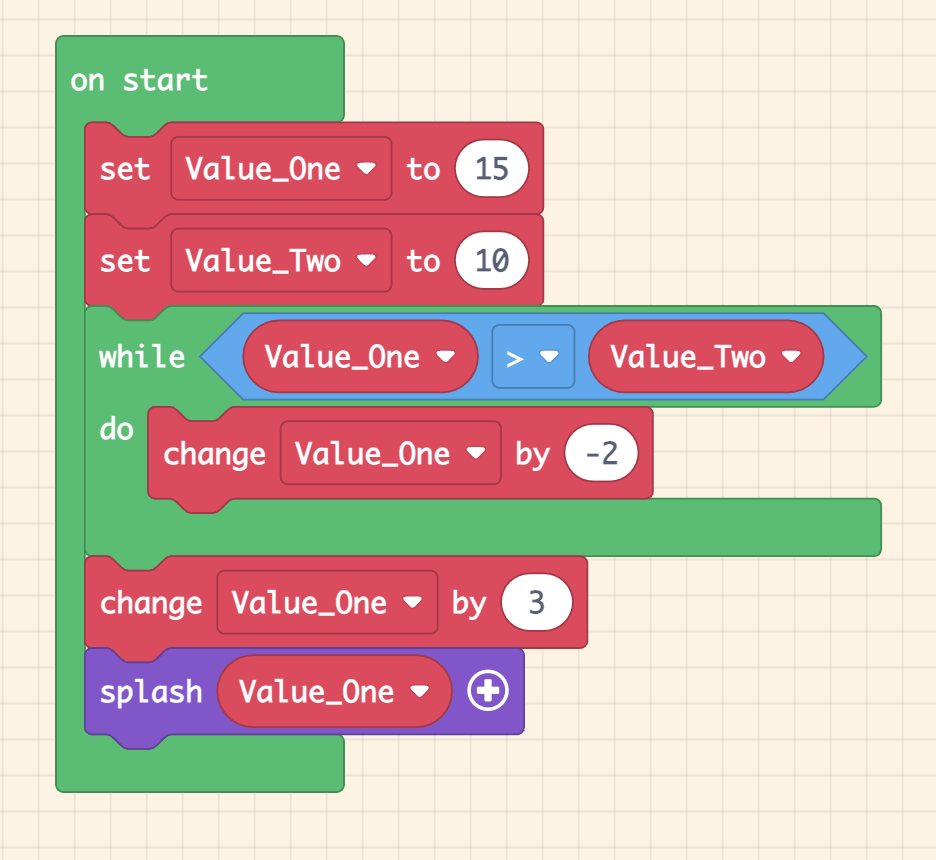 on start
set Value_One to 15
set Value_Two to 10
while Value_One > Value_Two
do
change Value_One by -2
change Value_One by 3
splash Value_One